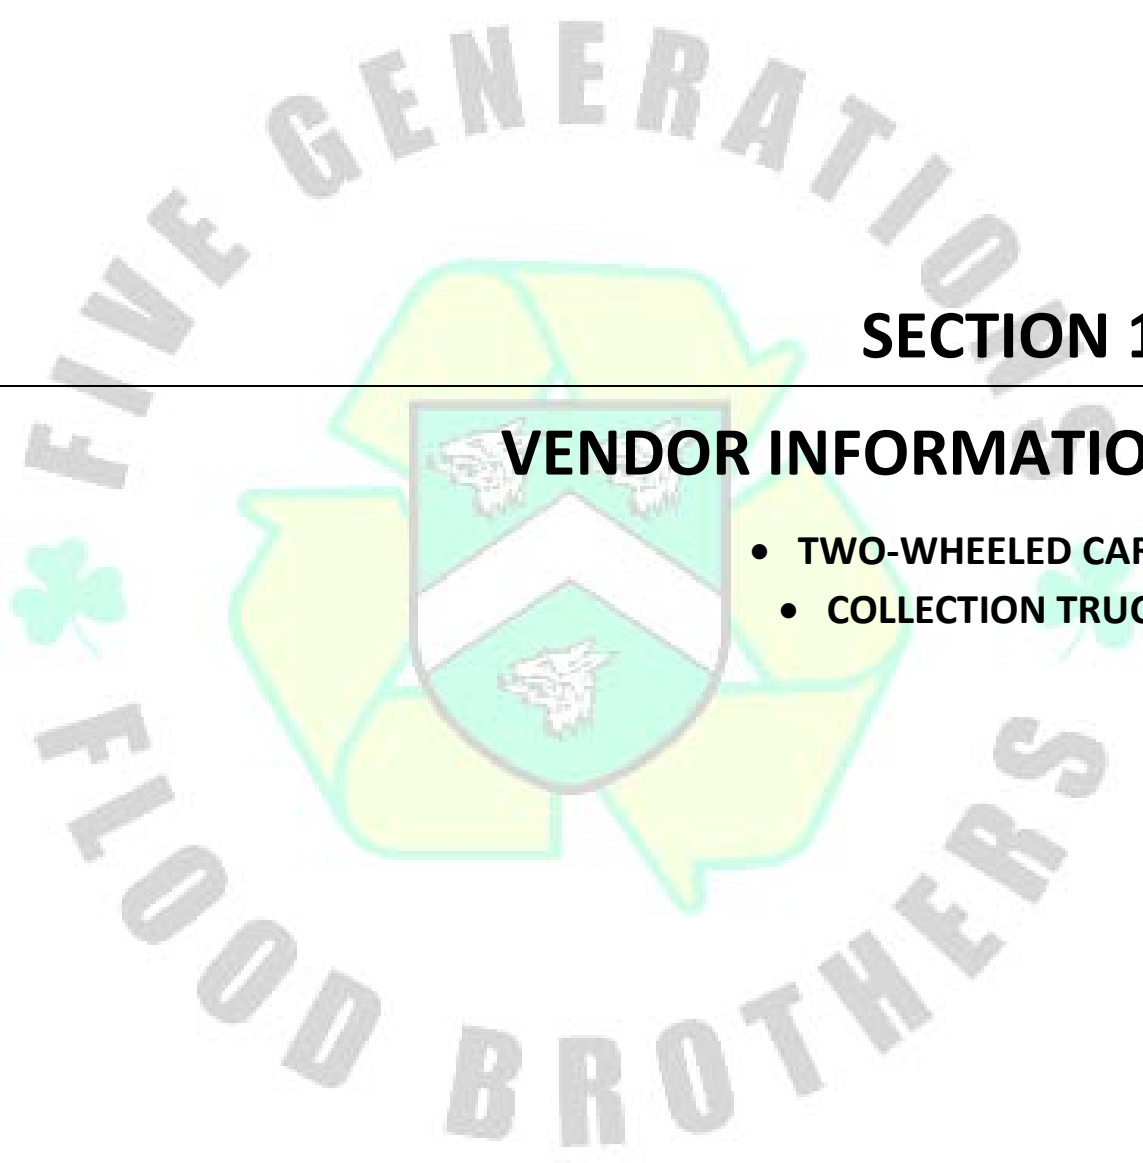 FIVE GENERATIONS
SECTION 1
VENDOR INFORMATIO
• TWO-WHEELED CAR
• COLLECTION TRUC
FLOOD BROTHERS